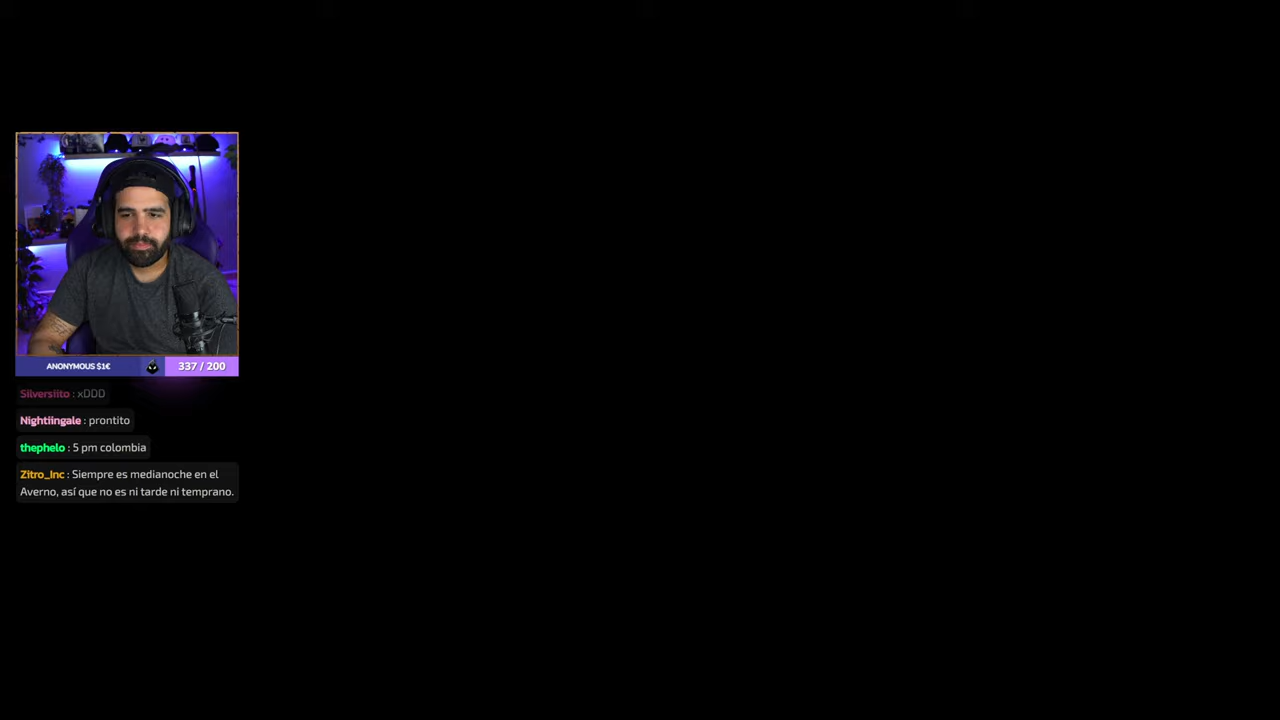 ANONYMOUS $1€
337 / 200
Silversiito : xDDD
Nightiingale : prontito
thephelo : 5 pm colombia
Zitro_Inc : Siempre es medianoche en el
Averno, así que no es ni tarde ni temprano.